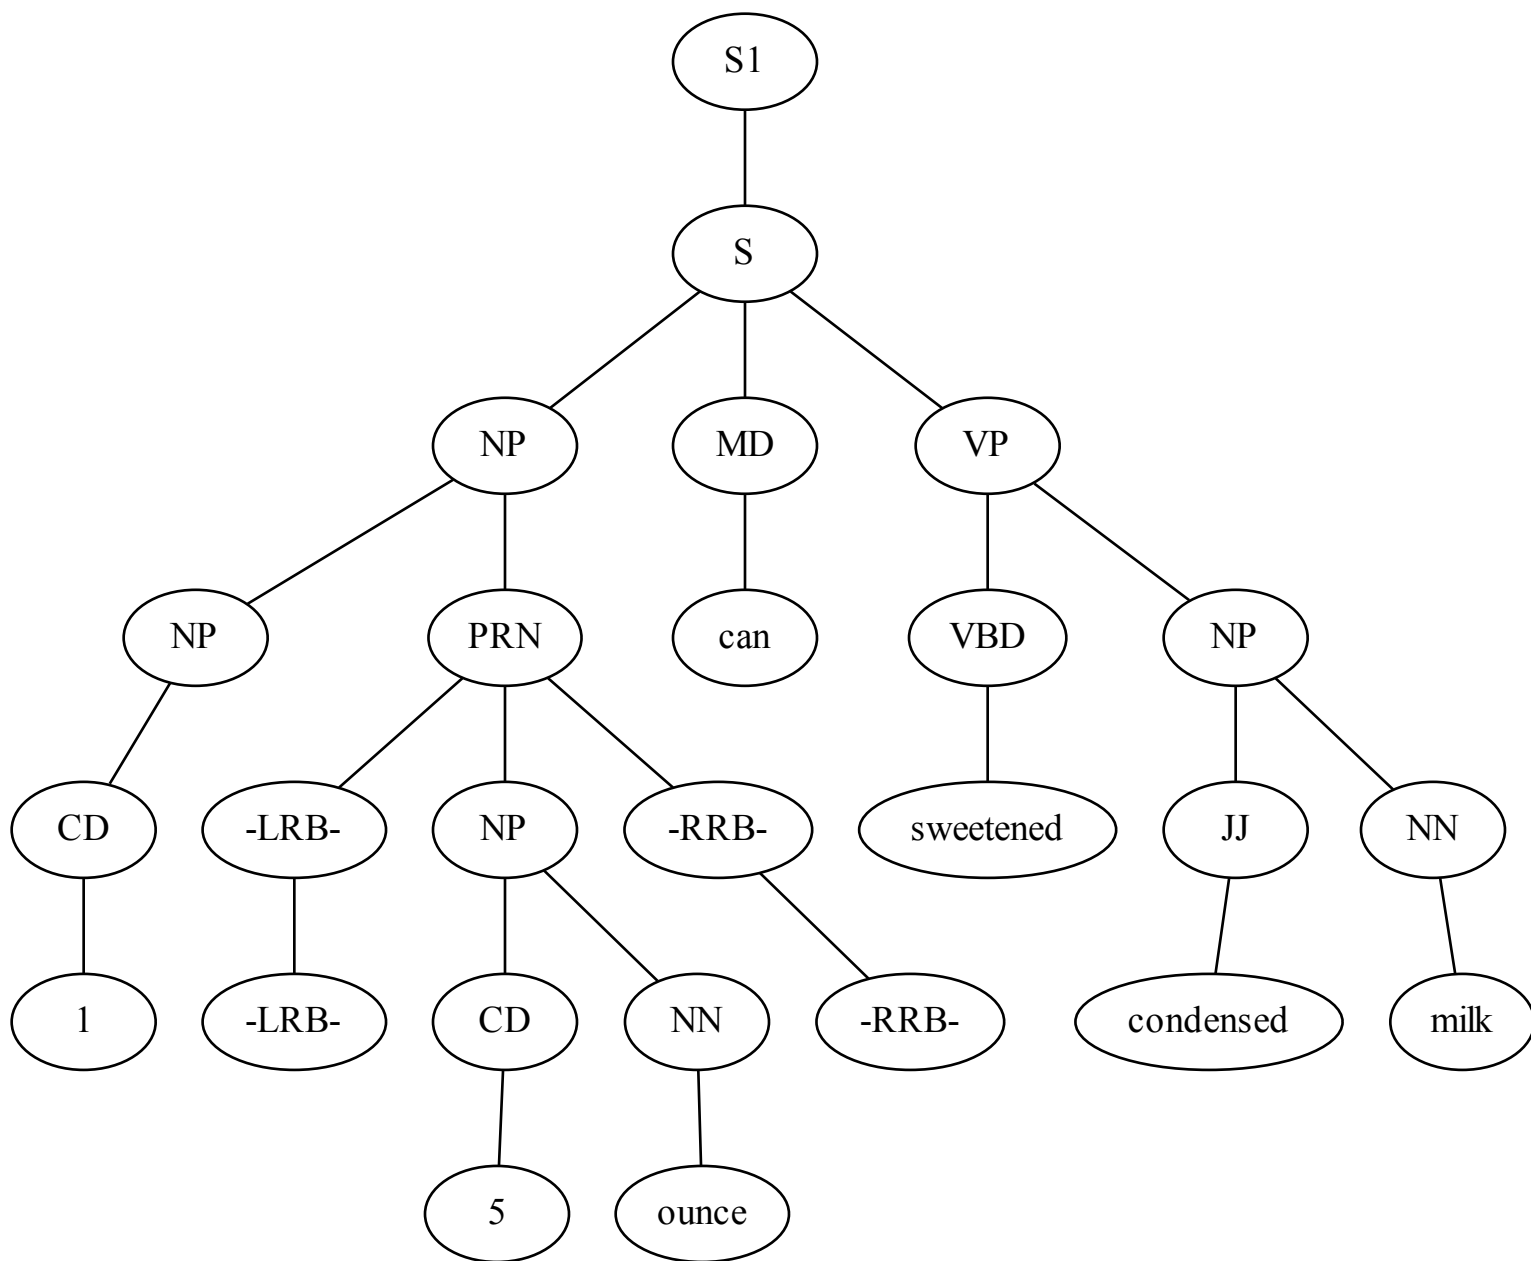 S1
S
NP MD VP
NP PRN can VBD NP
CD -LRB- NP -RRB- sweetened JJ NN
1 -LRB- CD NN -RRB- condensed milk
5 ounce